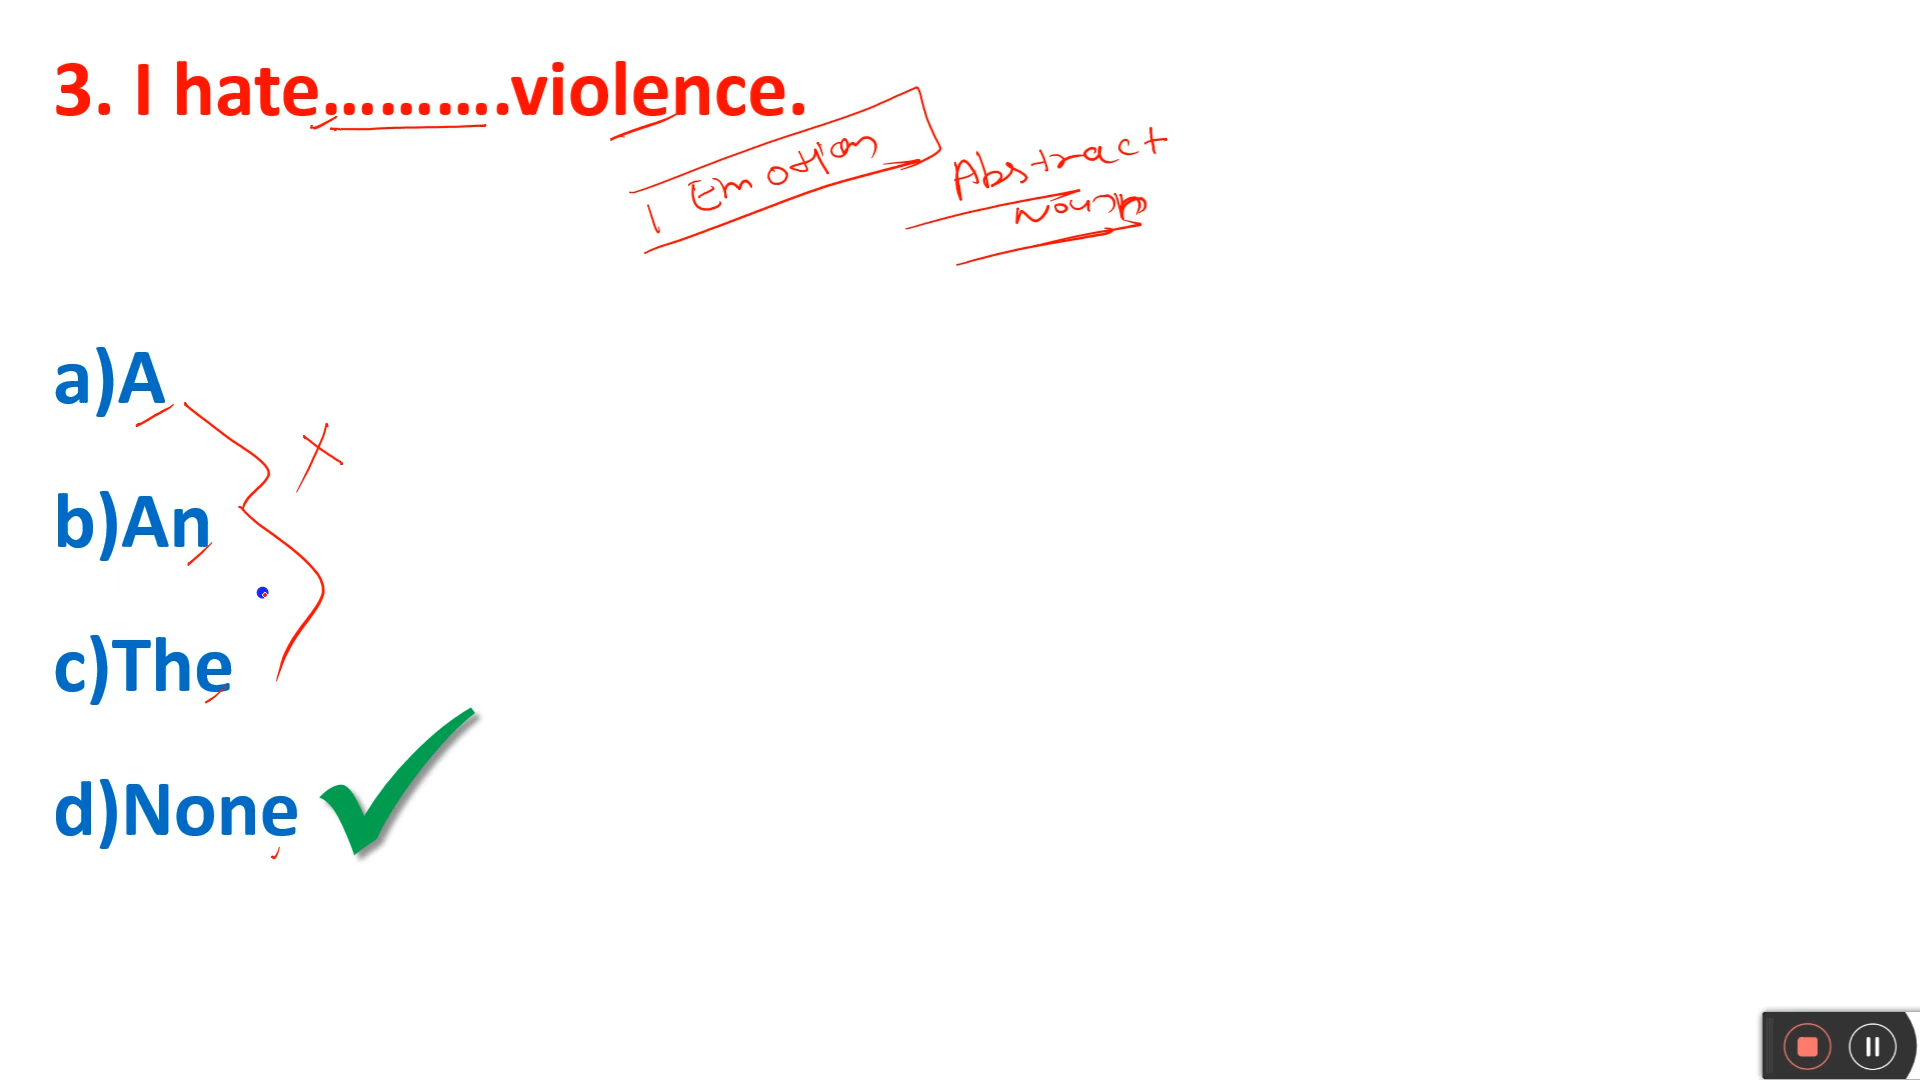 3. I hate..........violence.
Emotion
Abstract
Noun
a)A
b)An
c)The
d)None